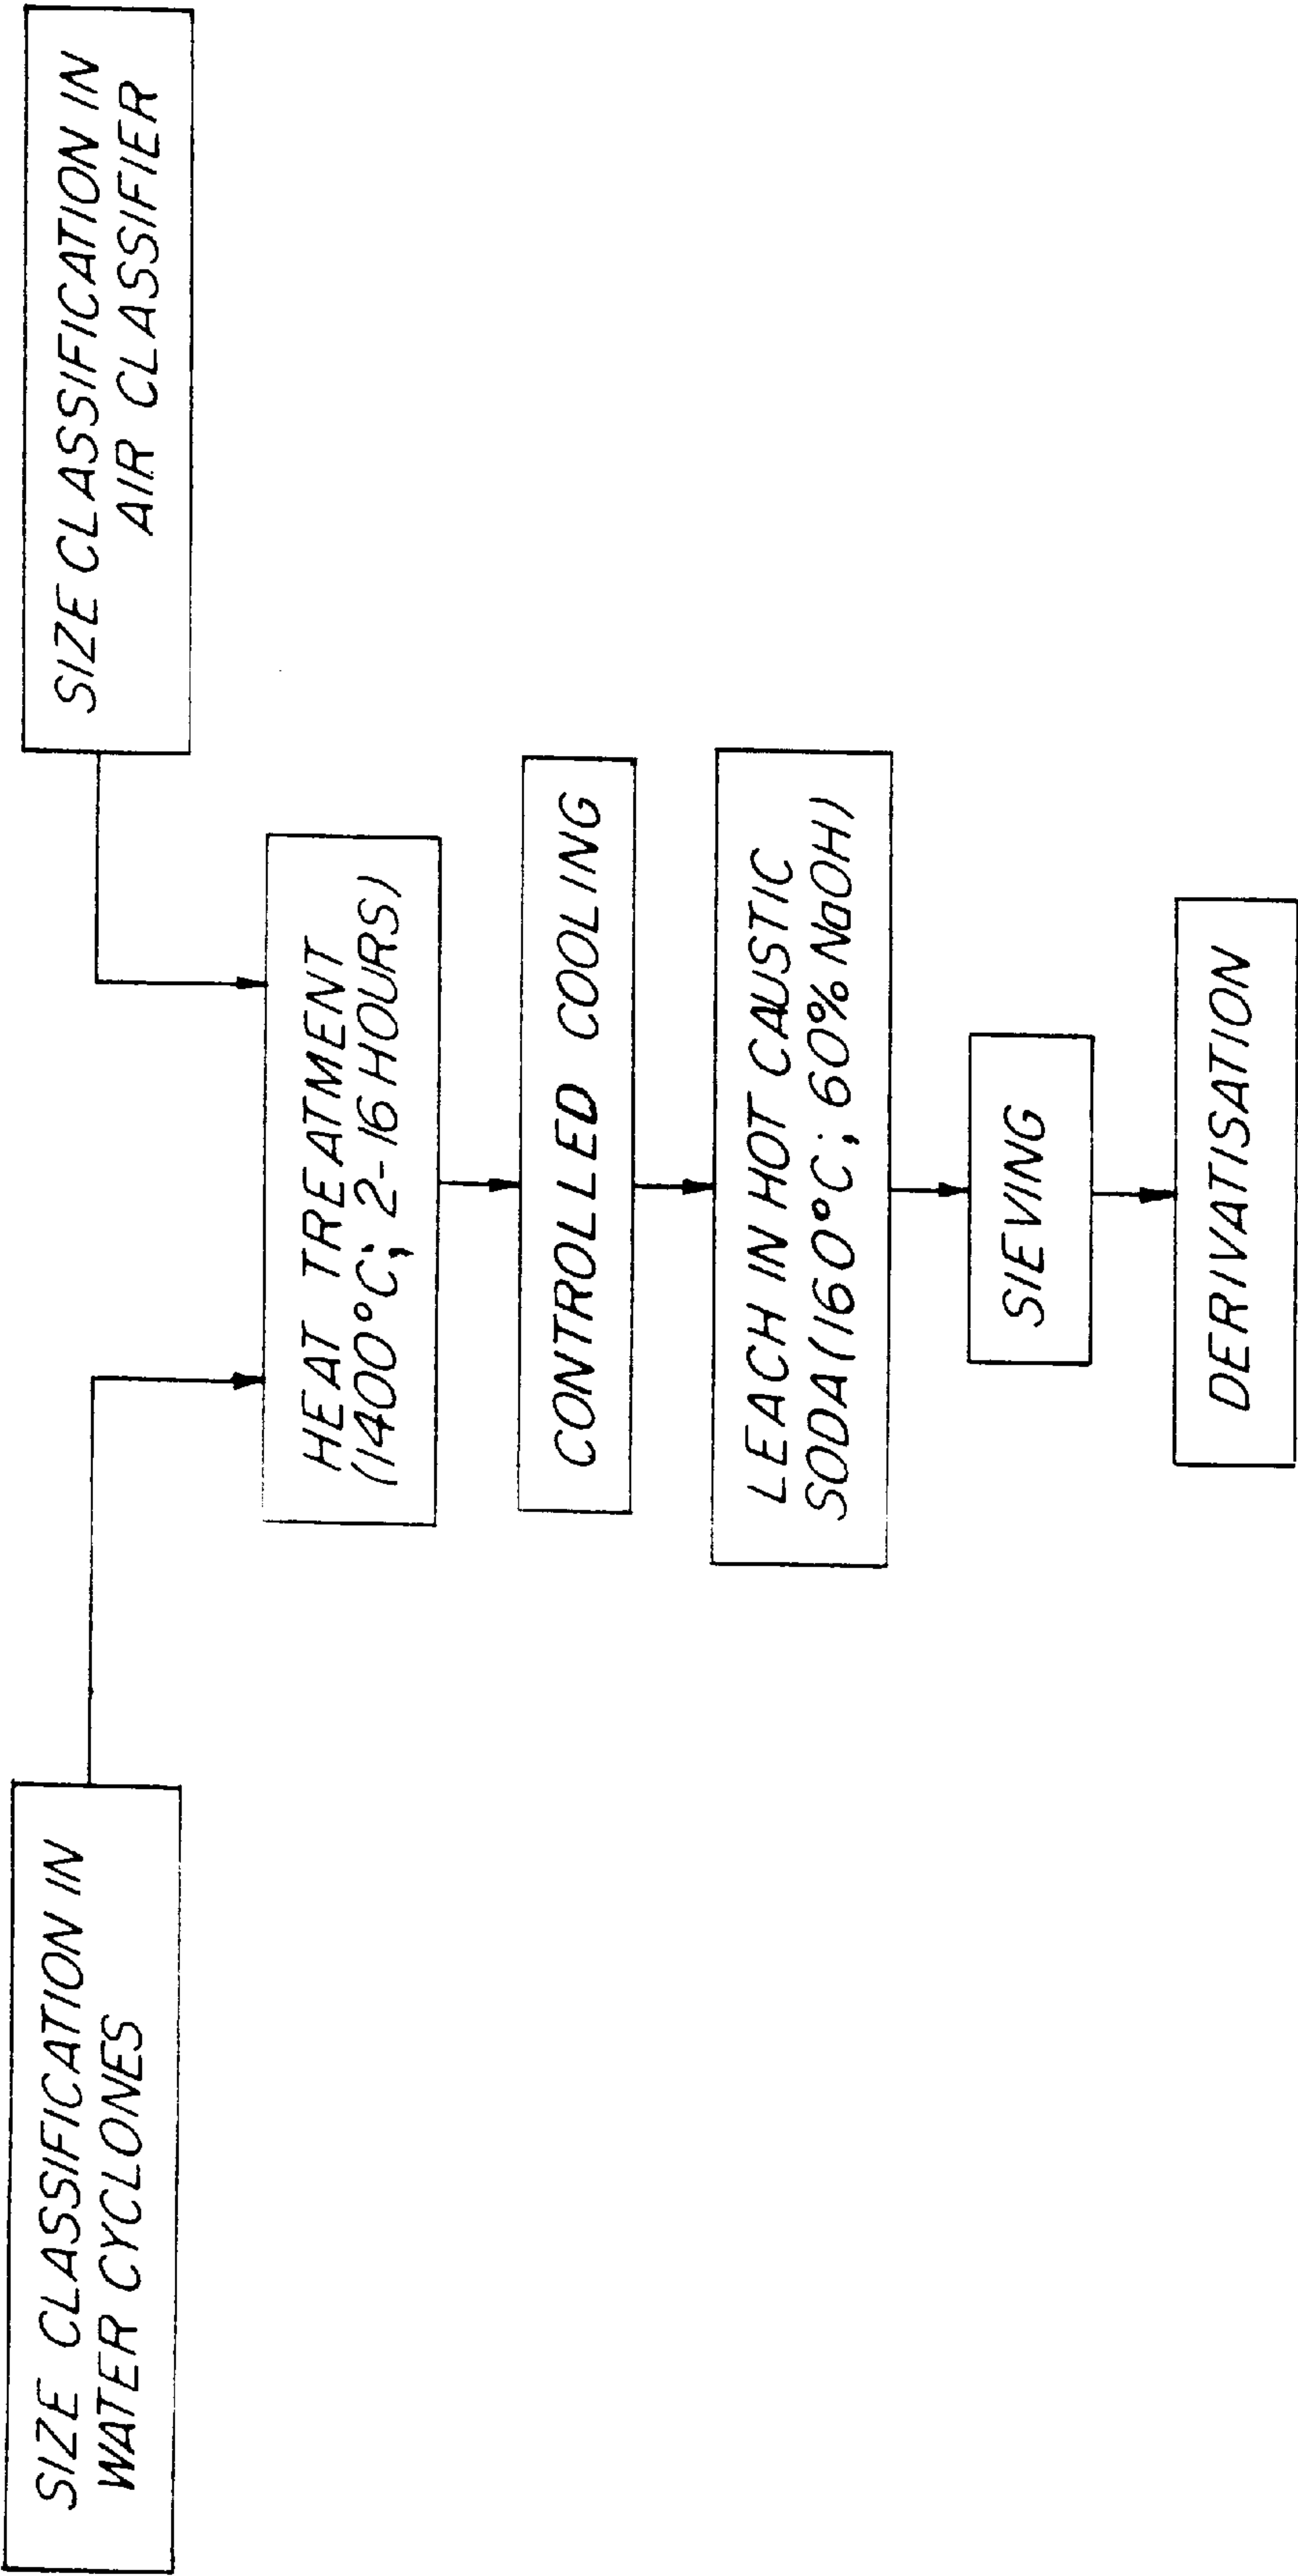 SIZE CLASSIFICATION IN
WATER CYCLONES
SIZE CLASSIFICATION IN
AIR CLASSIFIER
HEAT TREATMENT
(1400°C; 2-16 HOURS)
CONTROLLED COOLING
LEACH IN HOT CAUSTIC
SODA (160°C; 60% NaOH)
SIEVING
DERIVATISATION